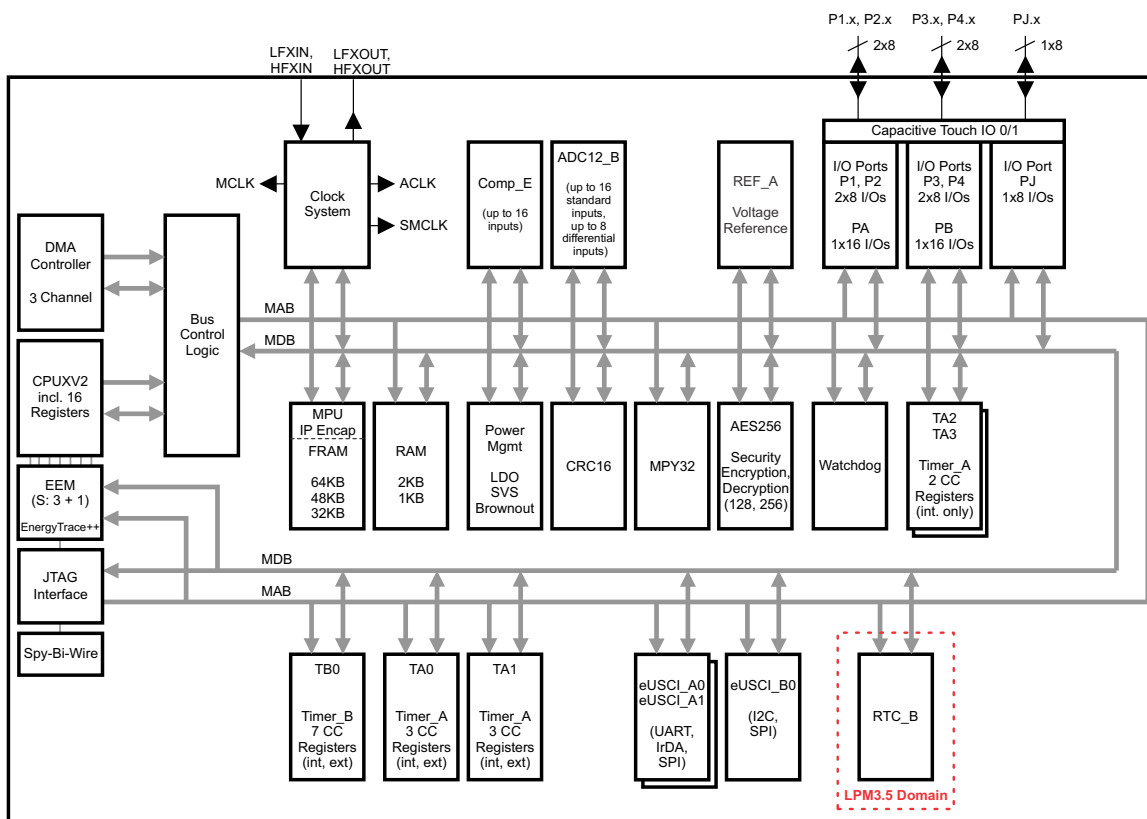 P1.x, P2.x
2x8
P3.x, P4.x
2x8
PJ.x
1x8
LFXIN,
HFXIN
LFXOUT,
HFXOUT
MCLK
Clock
System
ACLK
SMCLK
Comp_E
(up to 16
inputs)
ADC12_B
(up to 16
standard
inputs,
up to 8
differential
inputs)
REF_A
Voltage
Reference
Capacitive Touch IO 0/1
I/O Ports
P1, P2
2x8 I/Os
PA
1x16 I/Os
I/O Ports
P3, P4
2x8 I/Os
PB
1x16 I/Os
I/O Port
PJ
1x8 I/Os
DMA
Controller
3 Channel
Bus
Control
Logic
MAB
MDB
CPUXV2
incl. 16
Registers
MPU
IP Encap
FRAM
64KB
48KB
32KB
RAM
2KB
1KB
Power
Mgmt
LDO
SVS
Brownout
CRC16
MPY32
AES256
Security
Encryption,
Decryption
(128, 256)
Watchdog
TA2
TA3
Timer_A
2 CC
Registers
(int. only)
EEM
(S: 3 + 1)
EnergyTrace++
JTAG
Interface
Spy-Bi-Wire
MDB
MAB
TB0
Timer_B
7 CC
Registers
(int, ext)
TA0
Timer_A
3 CC
Registers
(int, ext)
TA1
Timer_A
3 CC
Registers
(int, ext)
eUSCI_A0
eUSCI_A1
(UART,
IrDA,
SPI)
eUSCI_B0
(I2C,
SPI)
RTC_B
LPM3.5 Domain